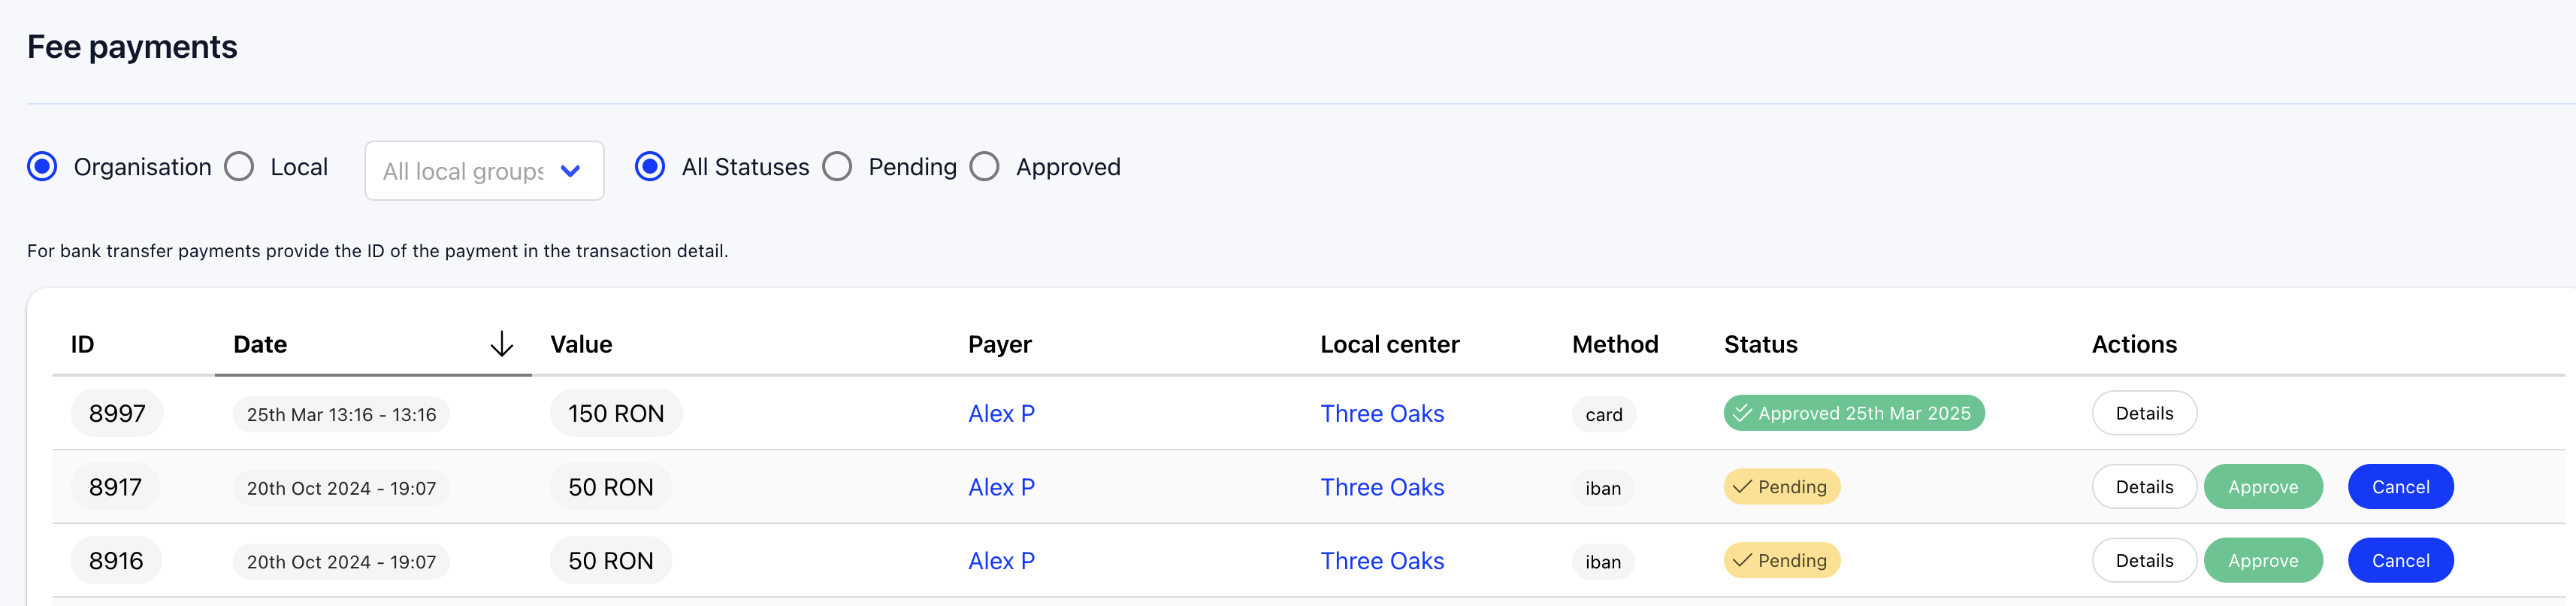 Fee payments
Organisation Local All local groups All Statuses Pending Approved
For bank transfer payments provide the ID of the payment in the transaction detail.
ID Date Value Payer Local center Method Status Actions
8997 25th Mar 13:16 - 13:16 150 RON Alex P Three Oaks card Approved 25th Mar 2025 Details
8917 20th Oct 2024 - 19:07 50 RON Alex P Three Oaks iban Pending Details Approve Cancel
8916 20th Oct 2024 - 19:07 50 RON Alex P Three Oaks iban Pending Details Approve Cancel